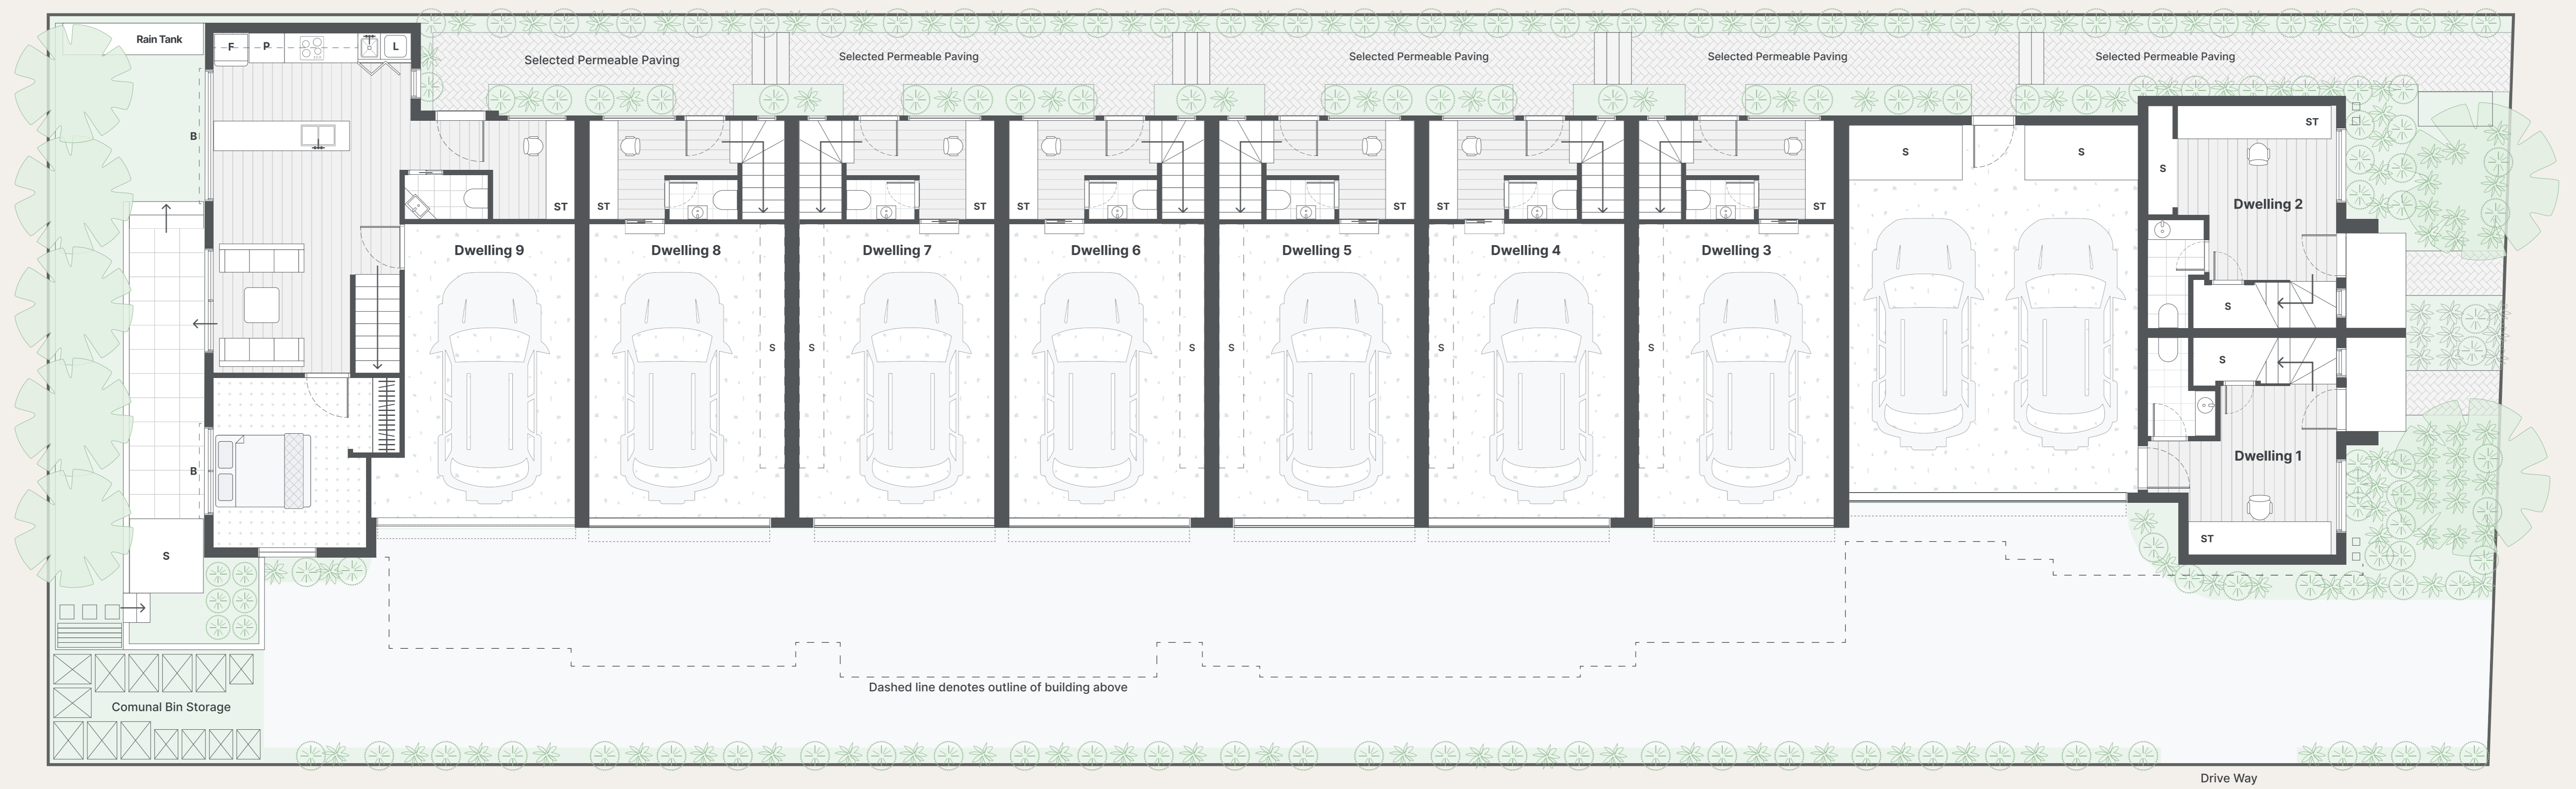 Rain Tank
F
P
L
Selected Permeable Paving
Selected Permeable Paving
Selected Permeable Paving
Selected Permeable Paving
Selected Permeable Paving
B
ST
ST
ST
ST
ST
ST
ST
S
S
S
ST
Dwelling 2
Dwelling 9
Dwelling 8
Dwelling 7
Dwelling 6
Dwelling 5
Dwelling 4
Dwelling 3
S
S
S
S
S
S
S
S
B
Dwelling 1
ST
S
Dashed line denotes outline of building above
Comunal Bin Storage
Drive Way